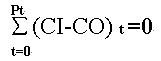 Pt
∑(CI-CO) t=0
t=0